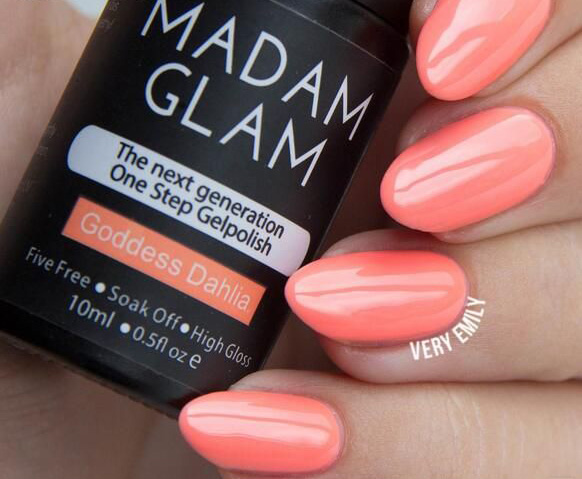 MADAM
GLAM
The next generation
One Step Gelpolish
Goddess Dahlia
Five Free ● Soak Off ● High Gloss
10ml ● 0.5fl oz e
VERY EMILY